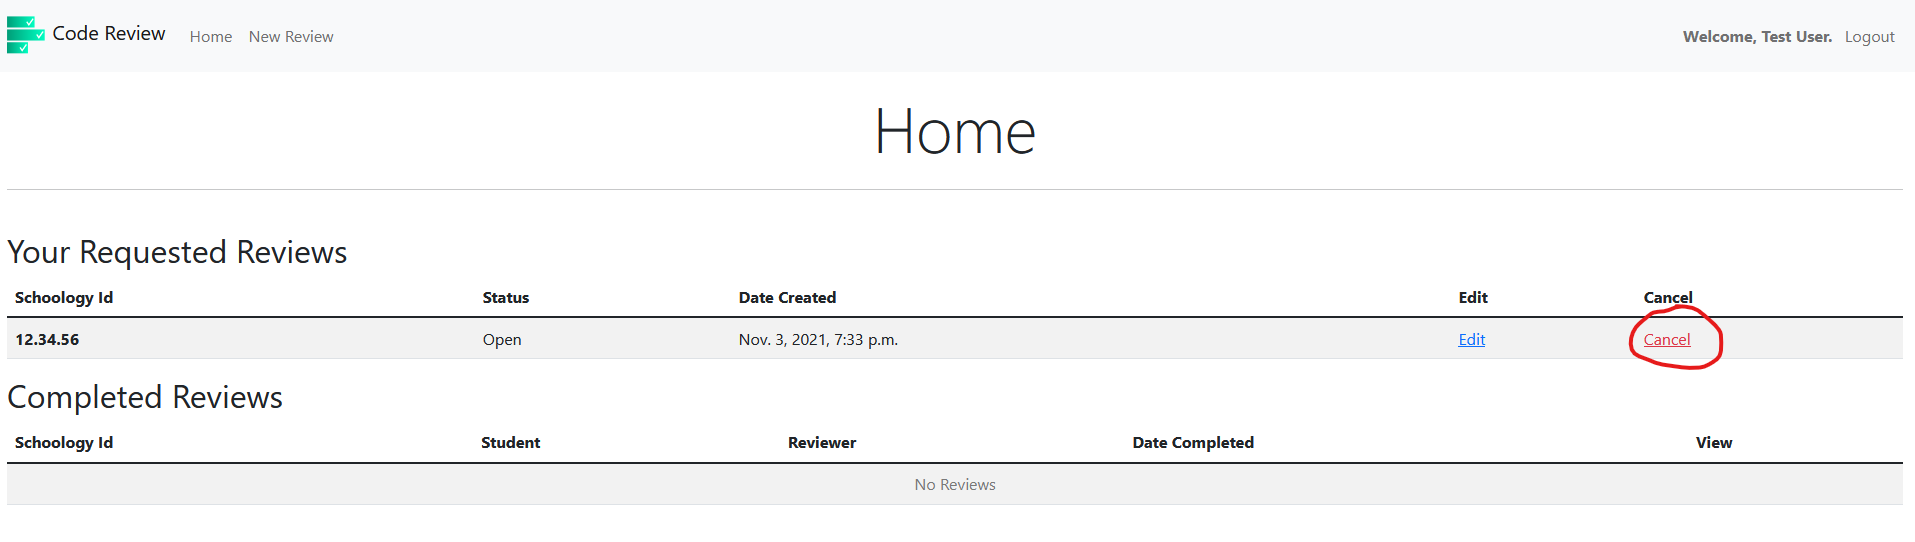 Code Review Home New Review Welcome, Test User. Logout
Home
Your Requested Reviews
Schoology Id Status Date Created Edit Cancel
12.34.56 Open Nov. 3, 2021, 7:33 p.m. Edit Cancel
Completed Reviews
Schoology Id Student Reviewer Date Completed View
No Reviews